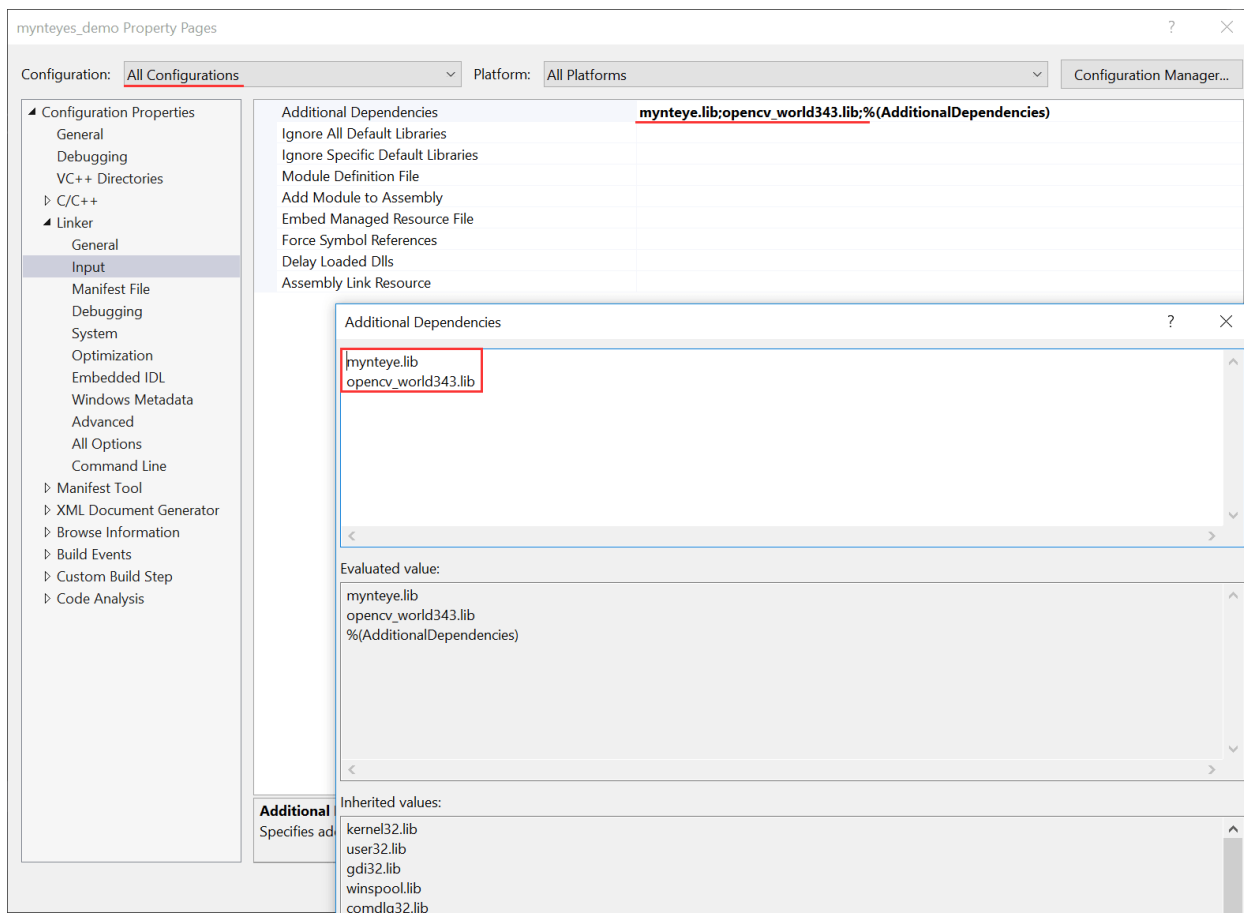 mynteyes_demo Property Pages
?
Configuration: All Configurations Platform: All Platforms Configuration Manager...
Configuration Properties
General
Debugging
VC++ Directories
C/C++
Linker
General
Input
Manifest File
Debugging
System
Optimization
Embedded IDL
Windows Metadata
Advanced
All Options
Command Line
Manifest Tool
XML Document Generator
Browse Information
Build Events
Custom Build Step
Code Analysis
Additional Dependencies mynteye.lib;opencv_world343.lib;%(AdditionalDependencies)
Ignore All Default Libraries
Ignore Specific Default Libraries
Module Definition File
Add Module to Assembly
Embed Managed Resource File
Force Symbol References
Delay Loaded Dlls
Assembly Link Resource
Additional Dependencies
?
mynteye.lib
opencv_world343.lib
Evaluated value:
mynteye.lib
opencv_world343.lib
%(AdditionalDependencies)
Inherited values:
kernel32.lib
user32.lib
gdi32.lib
winspool.lib
comdlg32.lib
Additional
Specifies ad